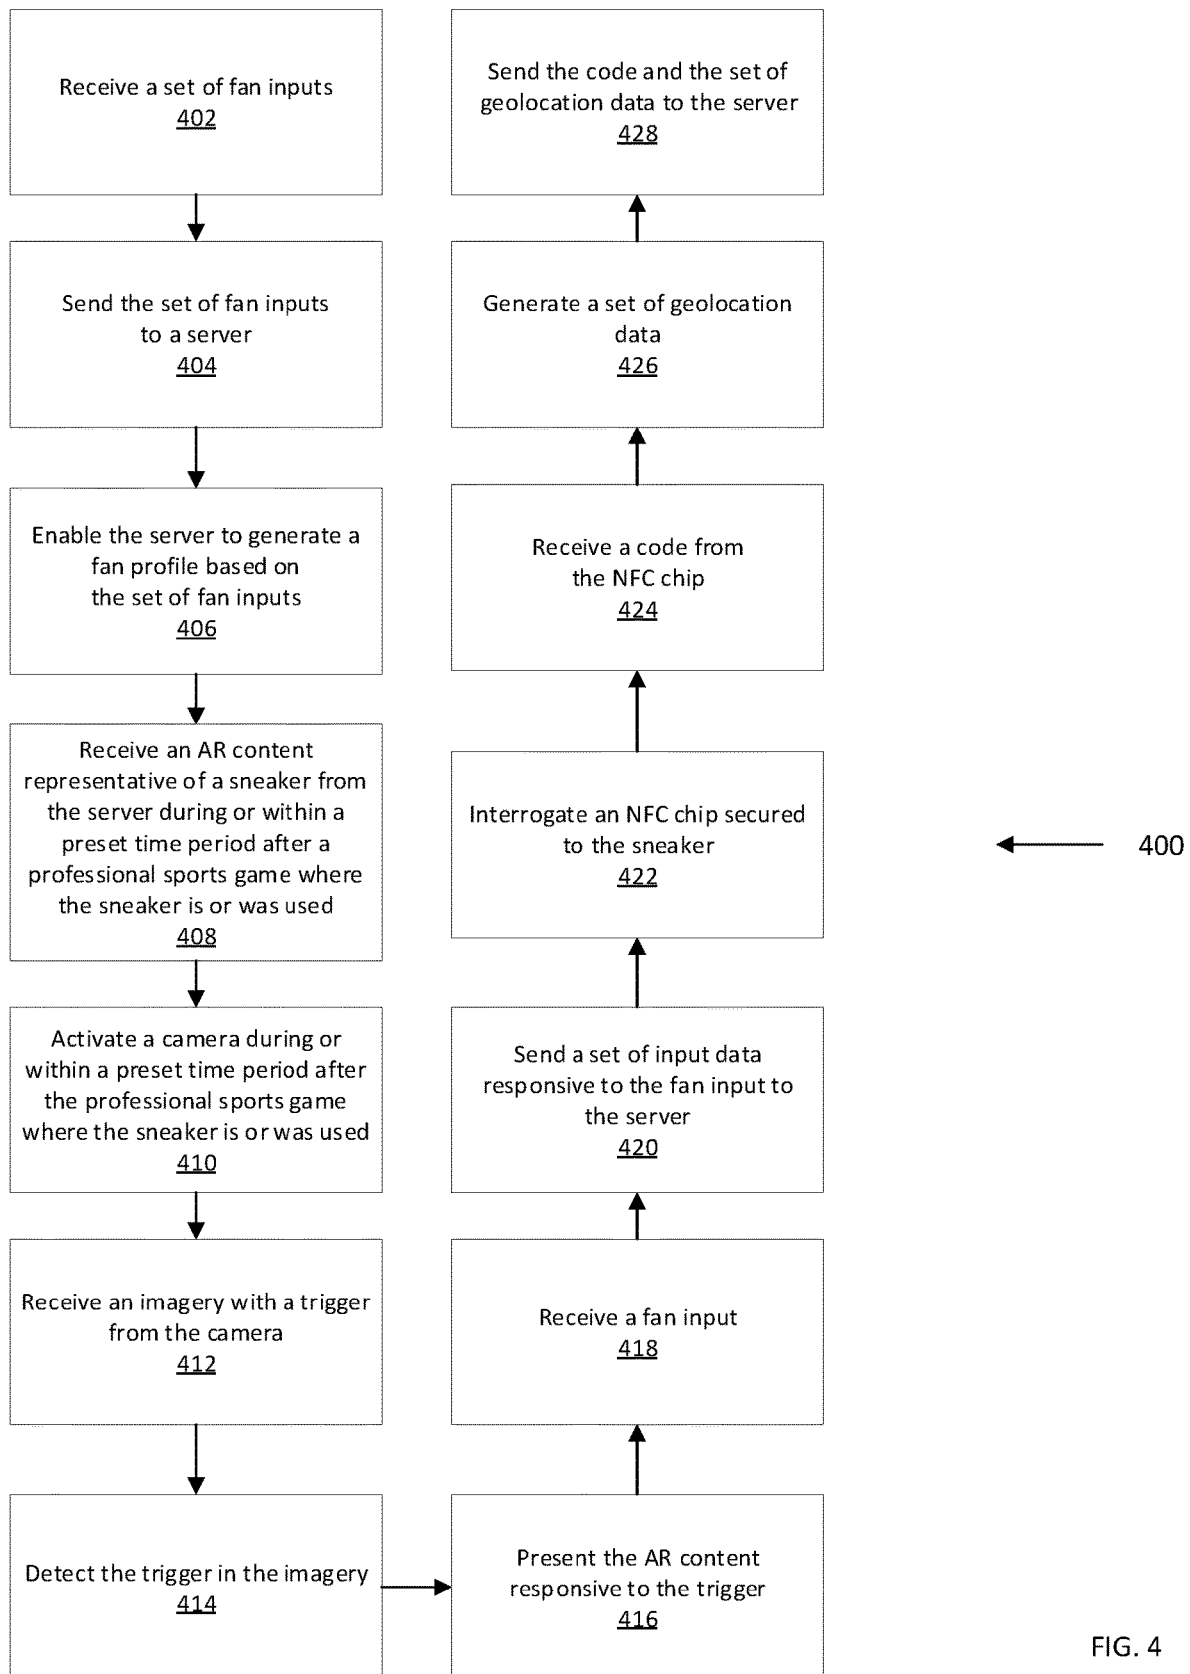 Receive a set of fan inputs
402
Send the set of fan inputs
to a server
404
Enable the server to generate a
fan profile based on
the set of fan inputs
406
Receive an AR content
representative of a sneaker from
the server during or within a
preset time period after a
professional sports game where
the sneaker is or was used
408
Activate a camera during or
within a preset time period after
the professional sports game
where the sneaker is or was used
410
Receive an imagery with a trigger
from the camera
412
Detect the trigger in the imagery
414
Present the AR content
responsive to the trigger
416
Receive a fan input
418
Send a set of input data
responsive to the fan input to
the server
420
Interrogate an NFC chip secured
to the sneaker
422
Receive a code from
the NFC chip
424
Generate a set of geolocation
data
426
Send the code and the set of
geolocation data to the server
428
400
FIG. 4